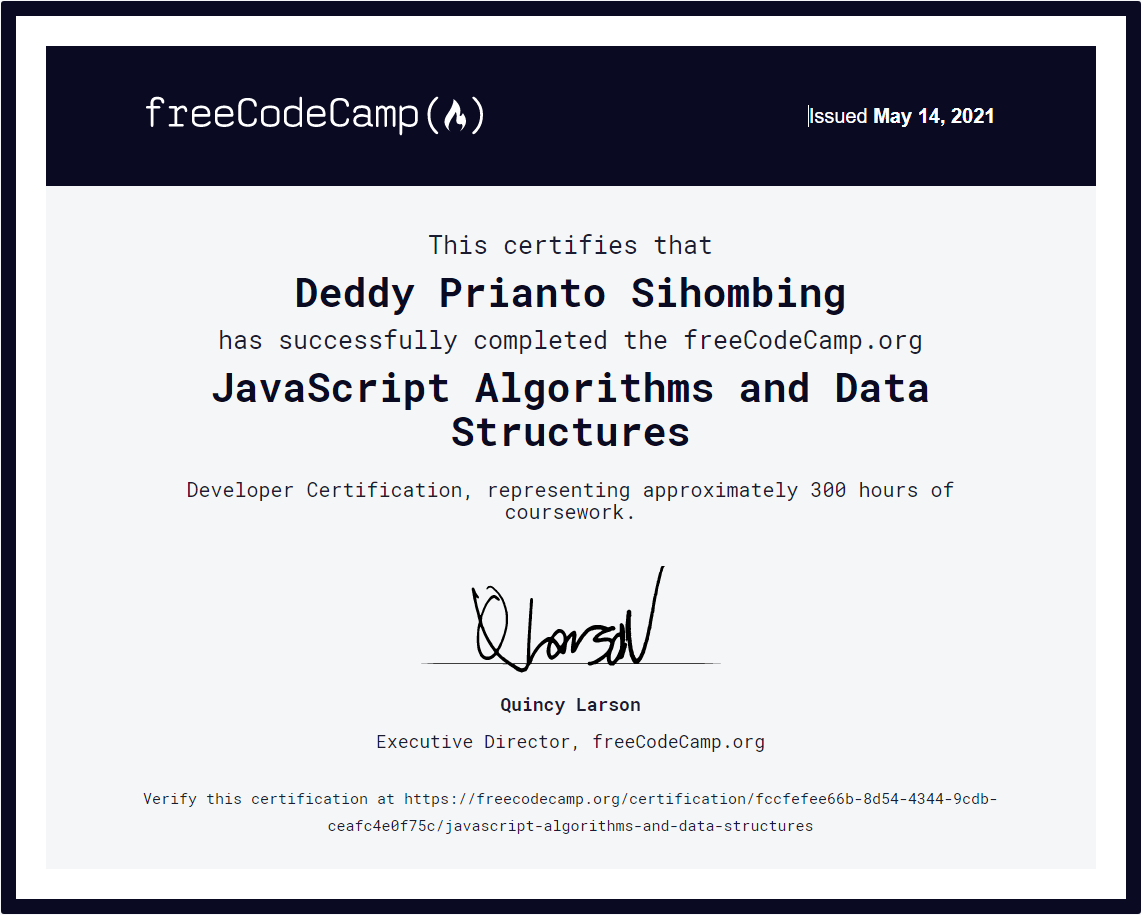 freeCodeCamp(🔥)
Issued May 14, 2021
This certifies that
Deddy Prianto Sihombing
has successfully completed the freeCodeCamp.org
JavaScript Algorithms and Data
Structures
Developer Certification, representing approximately 300 hours of
coursework.
Q Larson
Quincy Larson
Executive Director, freeCodeCamp.org
Verify this certification at https://freecodecamp.org/certification/fccfefee66b-8d54-4344-9cdb-
ceafc4e0f75c/javascript-algorithms-and-data-structures